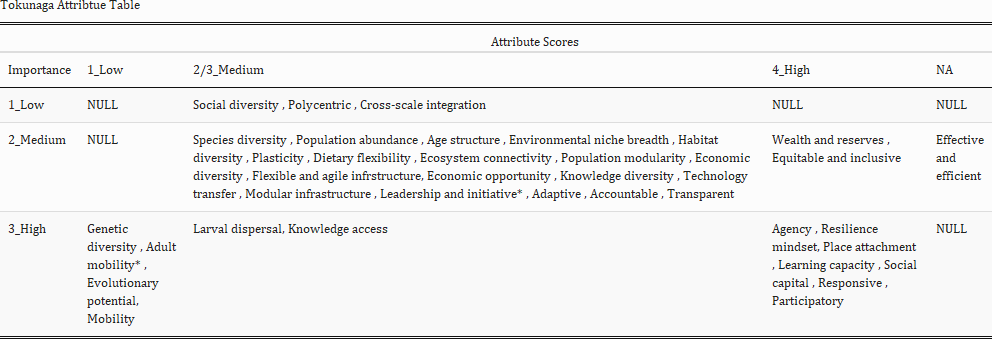 Tokunaga Attribtue Table
Attribute Scores
Importance 1_Low 2/3_Medium 4_High NA
1_Low NULL Social diversity , Polycentric , Cross-scale integration NULL NULL
2_Medium NULL Species diversity , Population abundance , Age structure , Environmental niche breadth , Habitat Wealth and reserves , Effective
diversity , Plasticity , Dietary flexibility , Ecosystem connectivity , Population modularity , Economic Equitable and inclusive and
diversity , Flexible and agile infrstructure, Economic opportunity , Knowledge diversity , Technology efficient
transfer , Modular infrastructure , Leadership and initiative* , Adaptive , Accountable , Transparent
3_High Genetic Larval dispersal, Knowledge access Agency , Resilience NULL
diversity , Adult mindset, Place attachment
mobility* , , Learning capacity , Social
Evolutionary capital , Responsive ,
potential, Participatory
Mobility